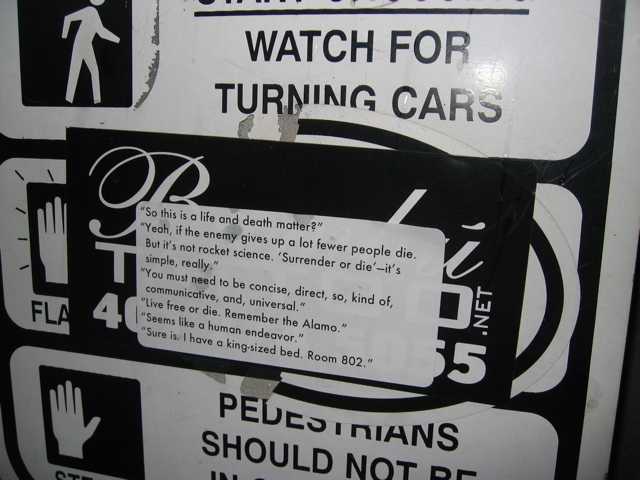 WATCH FOR
TURNING CARS
"So this is a life and death matter?"
"Yeah, if the enemy gives up a lot fewer people die.
But it's not rocket science. 'Surrender or die'—it's
simple, really."
"You must need to be concise, direct, so, kind of,
communicative, and, universal."
"Live free or die. Remember the Alamo."
"Seems like a human endeavor."
"Sure is. I have a king-sized bed. Room 802."
.NET
55
PEDESTRIANS
SHOULD NOT BE